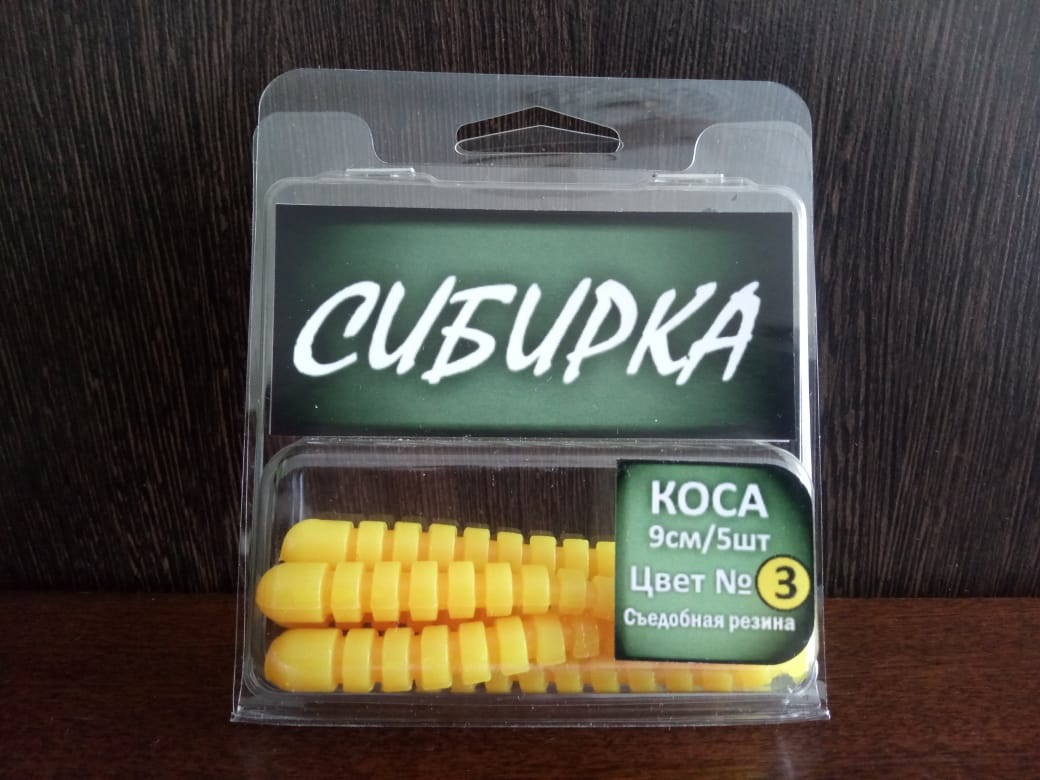 СИБИРКА
КОСА
9см/5шт
Цвет № 3
Съедобная резина